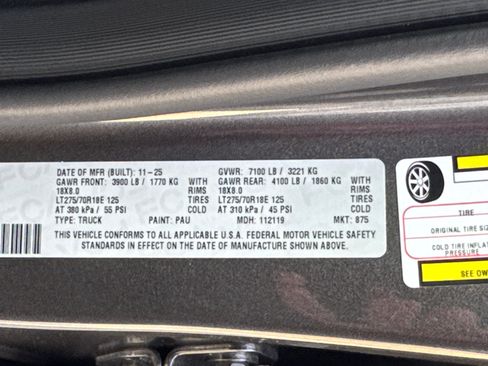 DATE OF MFR (BUILT): 11-25 GVWR: 7100 LB / 3221 KG
GAWR FRONT: 3900 LB / 1770 KG WITH GAWR REAR: 4100 LB / 1860 KG WITH
18X8.0 RIMS 18X8.0 RIMS
LT275/70R18E 125 TIRES LT275/70R18E 125 TIRES
AT 380 kPa / 55 PSI COLD AT 310 kPa / 45 PSI COLD
TYPE: TRUCK PAINT: PAU MDH: 112119 MKT: 875
THIS VEHICLE CONFORMS TO ALL APPLICABLE U.S.A. FEDERAL MOTOR VEHICLE SAFETY
STANDARDS IN EFFECT ON THE DATE OF MANUFACTURE SHOWN ABOVE.
TIRE
ORIGINAL TIRE SIZ
COLD TIRE INFLAT
PRESSURE
SEE OW